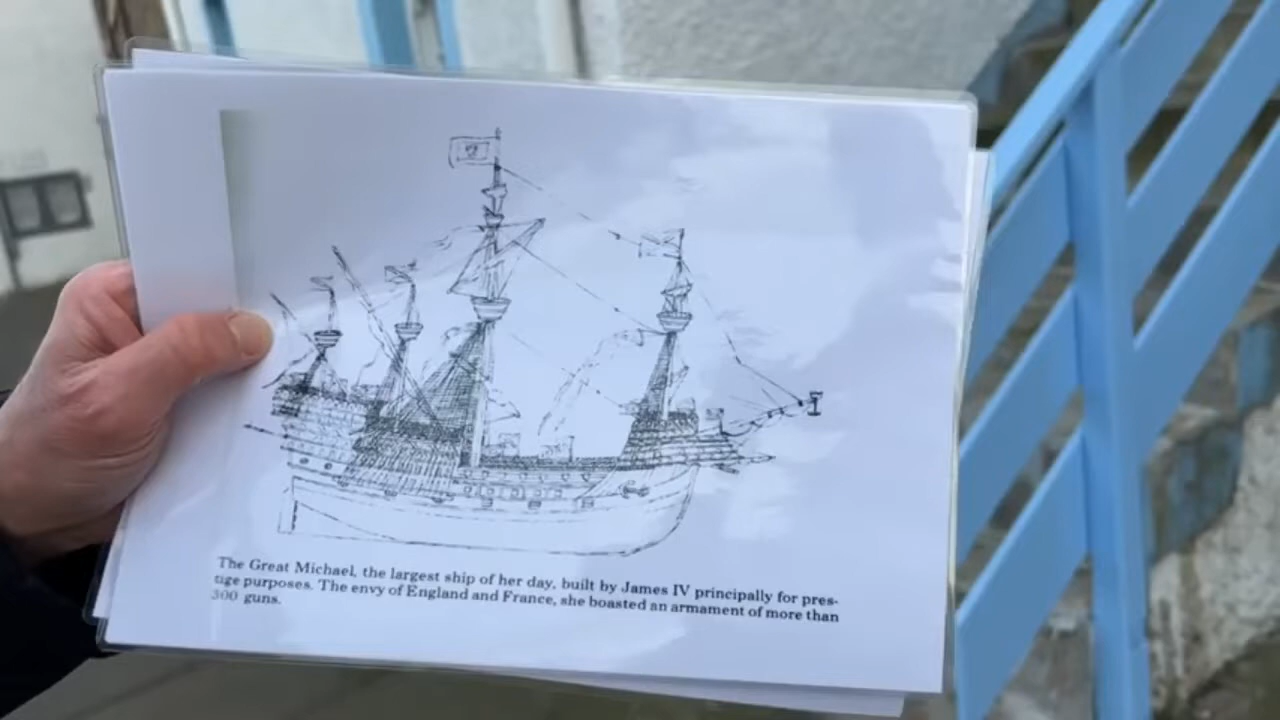 The Great Michael, the largest ship of her day, built by James IV principally for pres-
tige purposes. The envy of England and France, she boasted an armament of more than
300 guns.